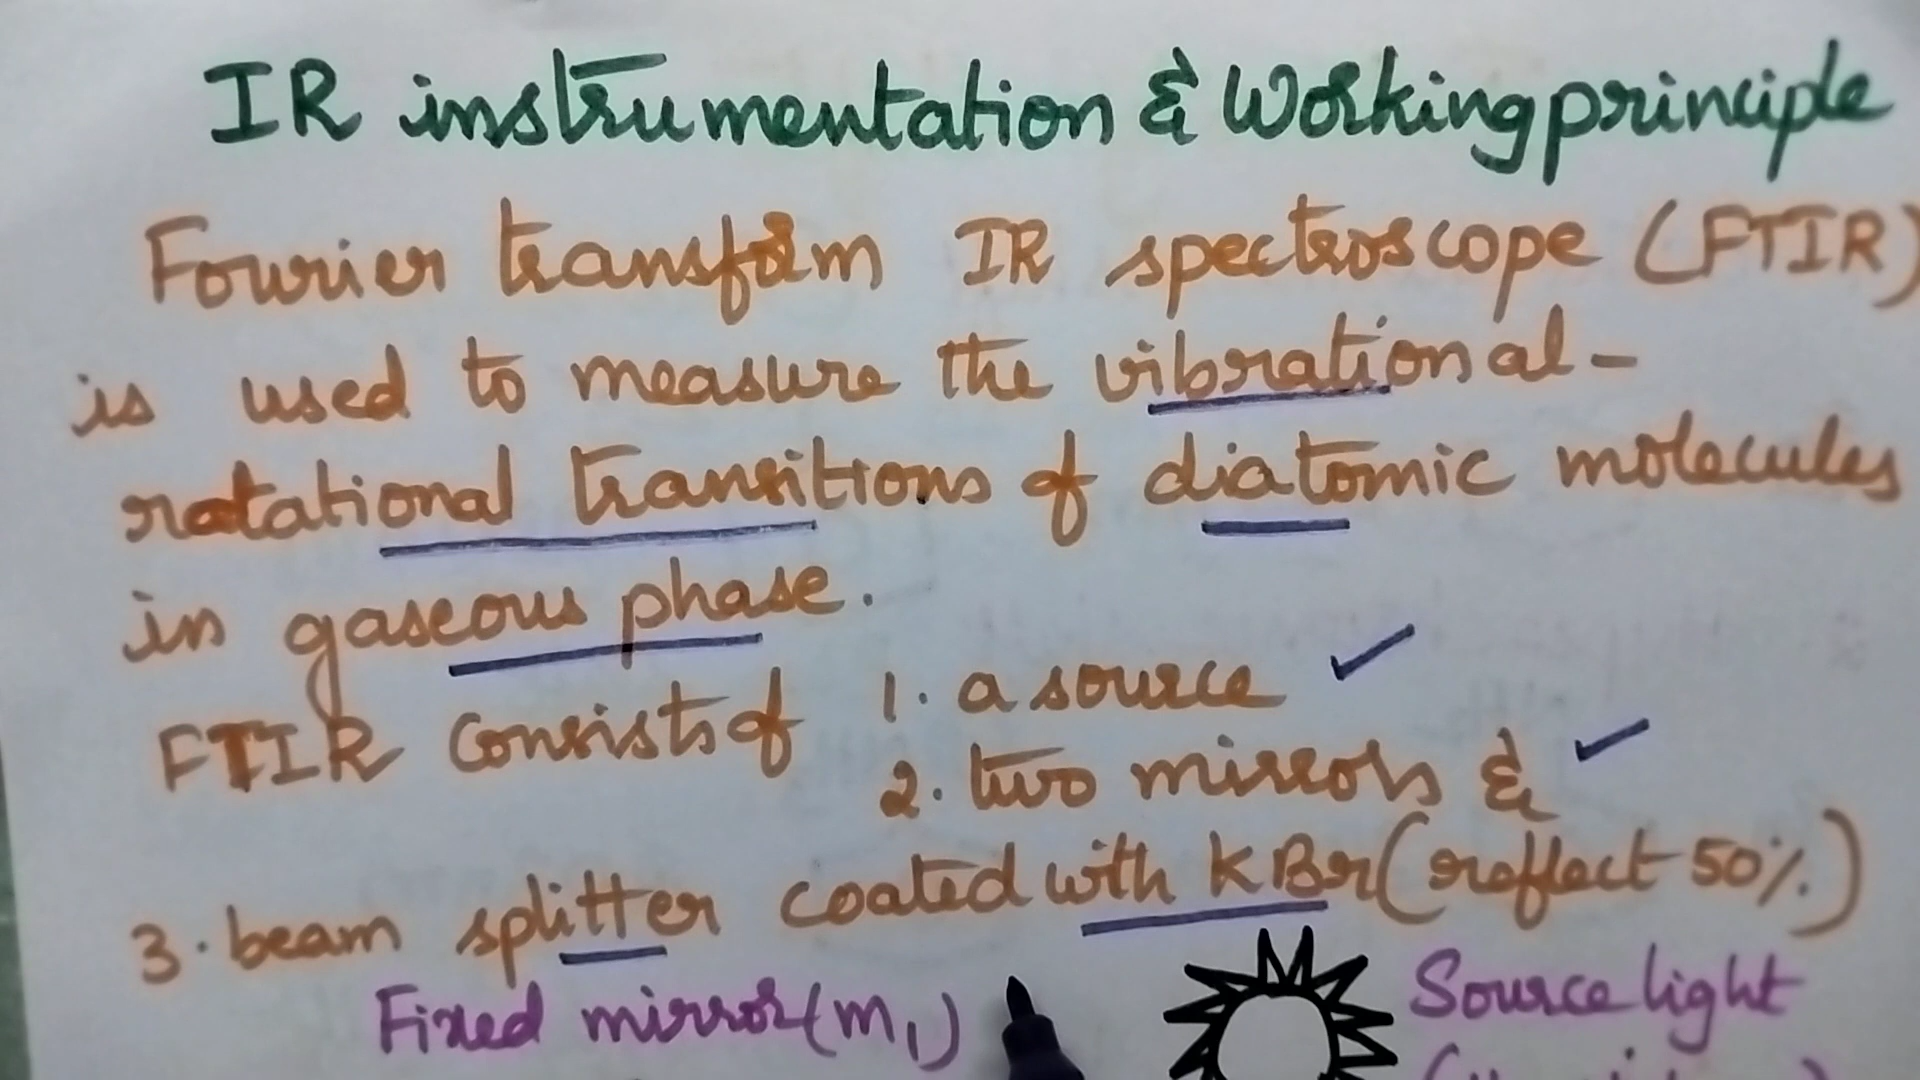 IR instrumentation & Working principle
Fourier transform IR spectroscope (FTIR)
is used to measure the vibrational-
rotational transitions of diatomic molecules
in gaseous phase.
FTIR consists of 1. a source
2. two mirrors &
3. beam splitter coated with KBr (reflect 50%)
Fixed mirror (m1)
Source light